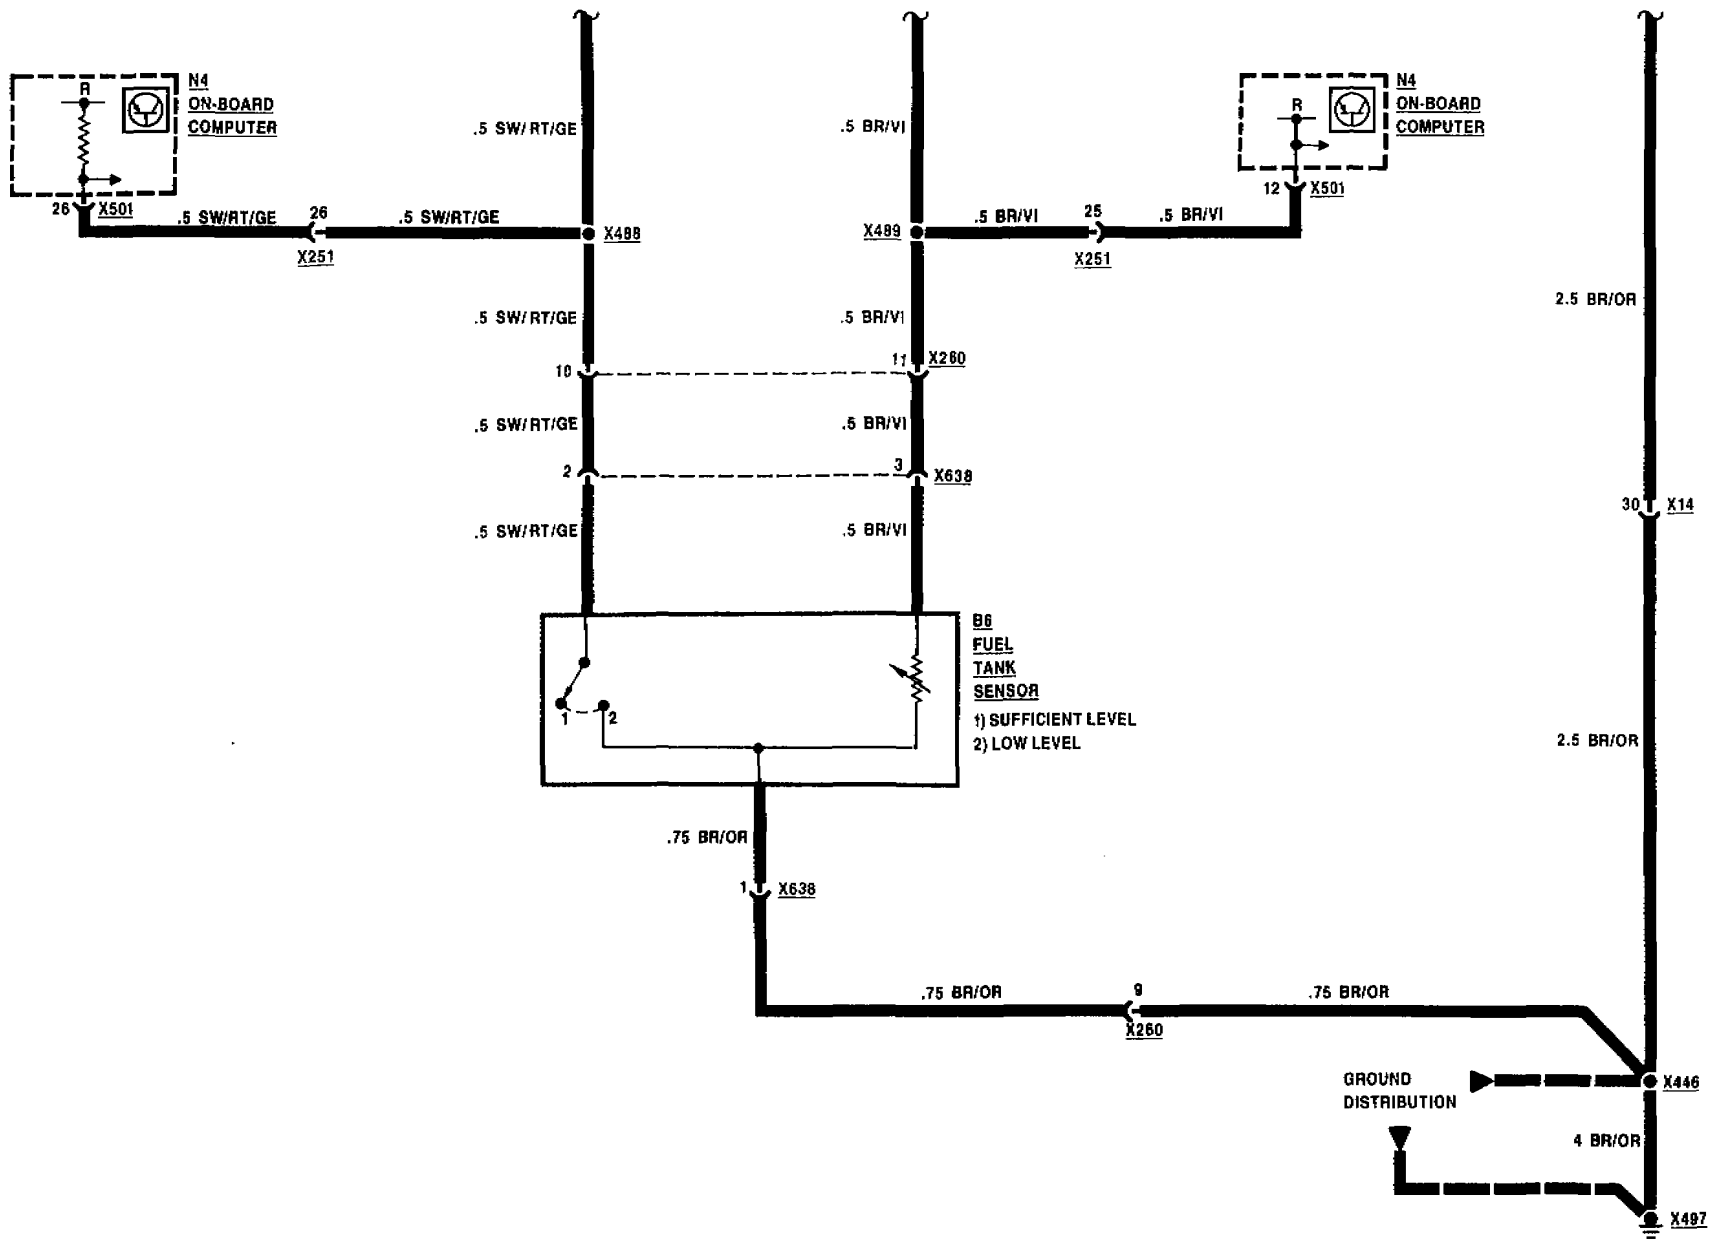 R
N4
ON-BOARD
COMPUTER
26 X501
.5 SW/RT/GE
26
X251
.5 SW/RT/GE
.5 SW/RT/GE
X488
.5 BR/VI
X489
.5 BR/VI
25
X251
.5 BR/VI
R
N4
ON-BOARD
COMPUTER
12 X501
.5 SW/RT/GE
.5 BR/VI
2.5 BR/OR
10
11 X260
.5 SW/RT/GE
.5 BR/VI
2
3 X638
30 X14
.5 SW/RT/GE
.5 BR/VI
B6
FUEL
TANK
SENSOR
1) SUFFICIENT LEVEL
2) LOW LEVEL
1
2
2.5 BR/OR
.75 BR/OR
1 X638
.75 BR/OR
9
X260
.75 BR/OR
GROUND
DISTRIBUTION
X446
4 BR/OR
X497